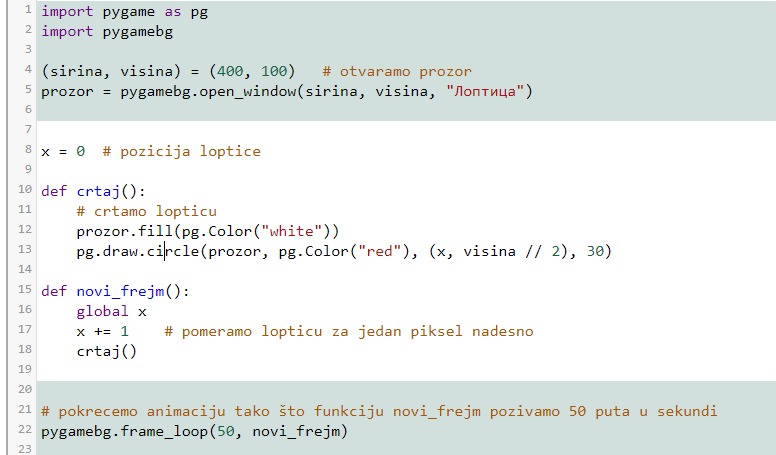 1 import pygame as pg
2 import pygamebg
3
4 (sirina, visina) = (400, 100)   # otvaramo prozor
5 prozor = pygamebg.open_window(sirina, visina, "Лоптица")
6
7
8 x = 0  # pozicija loptice
9
10 def crtaj():
11     # crtamo lopticu
12     prozor.fill(pg.Color("white"))
13     pg.draw.circle(prozor, pg.Color("red"), (x, visina // 2), 30)
14
15 def novi_frejm():
16     global x
17     x += 1    # pomeramo lopticu za jedan piksel nadesno
18     crtaj()
19
20
21 # pokrecemo animaciju tako što funkciju novi_frejm pozivamo 50 puta u sekundi
22 pygamebg.frame_loop(50, novi_frejm)
23